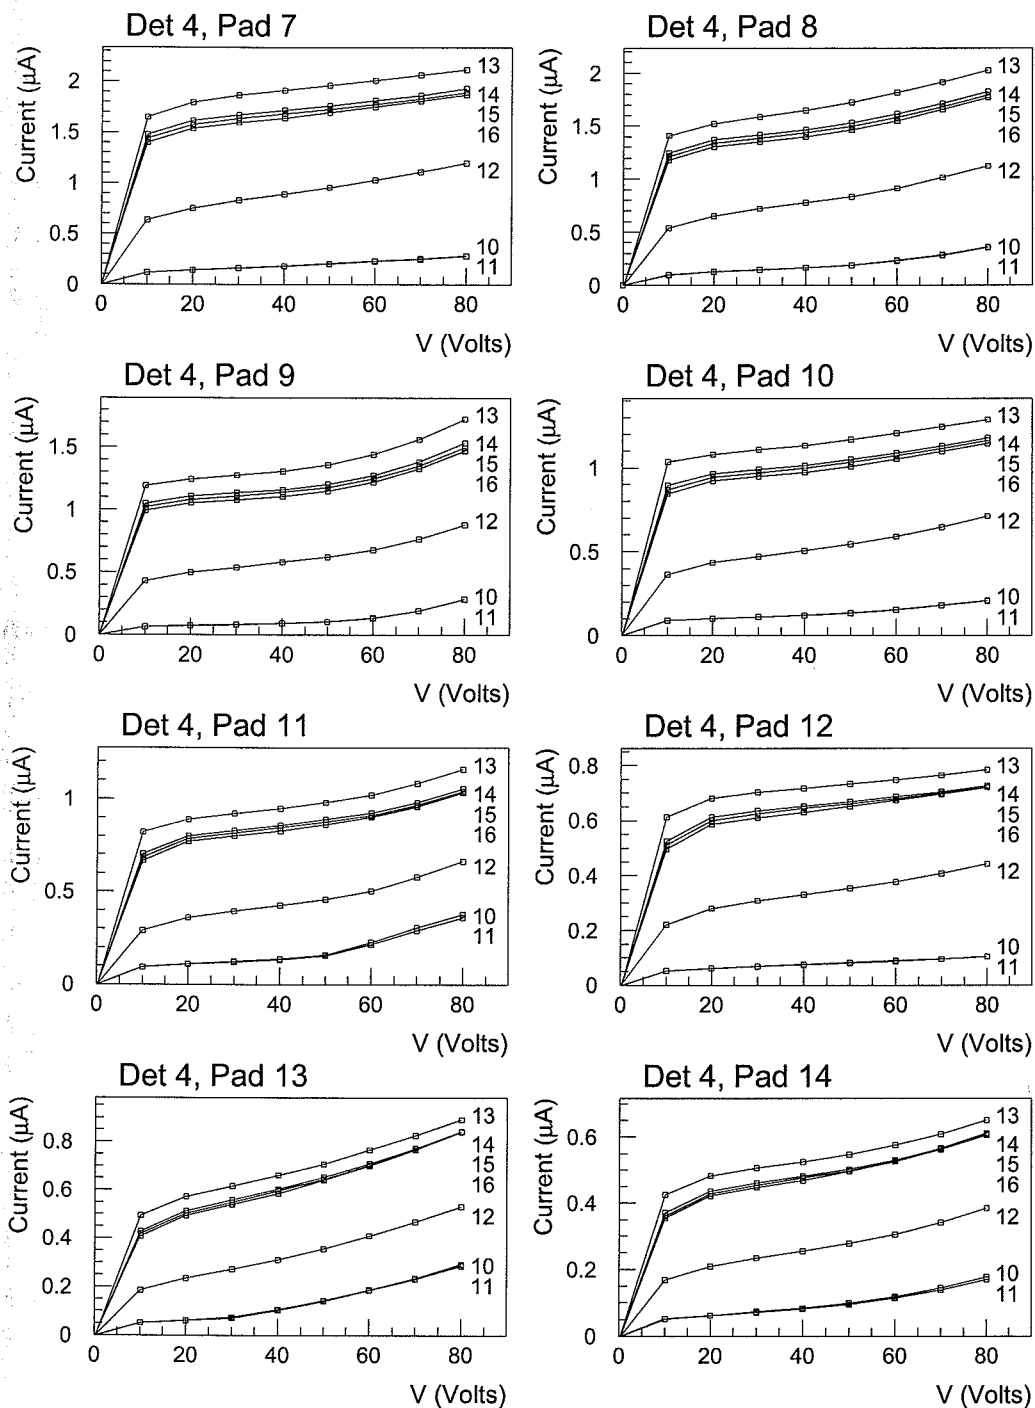 Det 4, Pad 7
Current (μA)
2
1.5
1
0.5
0
0 20 40 60 80
V (Volts)
13
14
15
16
12
10
11
Det 4, Pad 8
Current (μA)
2
1.5
1
0.5
0
0 20 40 60 80
V (Volts)
13
14
15
16
12
10
11
Det 4, Pad 9
Current (μA)
1.5
1
0.5
0
0 20 40 60 80
V (Volts)
13
14
15
16
12
10
11
Det 4, Pad 10
Current (μA)
1
0.5
0
0 20 40 60 80
V (Volts)
13
14
15
16
12
10
11
Det 4, Pad 11
Current (μA)
1
0.5
0
0 20 40 60 80
V (Volts)
13
14
15
16
12
10
11
Det 4, Pad 12
Current (μA)
0.8
0.6
0.4
0.2
0
0 20 40 60 80
V (Volts)
13
14
15
16
12
10
11
Det 4, Pad 13
Current (μA)
0.8
0.6
0.4
0.2
0
0 20 40 60 80
V (Volts)
13
14
15
16
12
10
11
Det 4, Pad 14
Current (μA)
0.6
0.4
0.2
0
0 20 40 60 80
V (Volts)
13
14
15
16
12
10
11